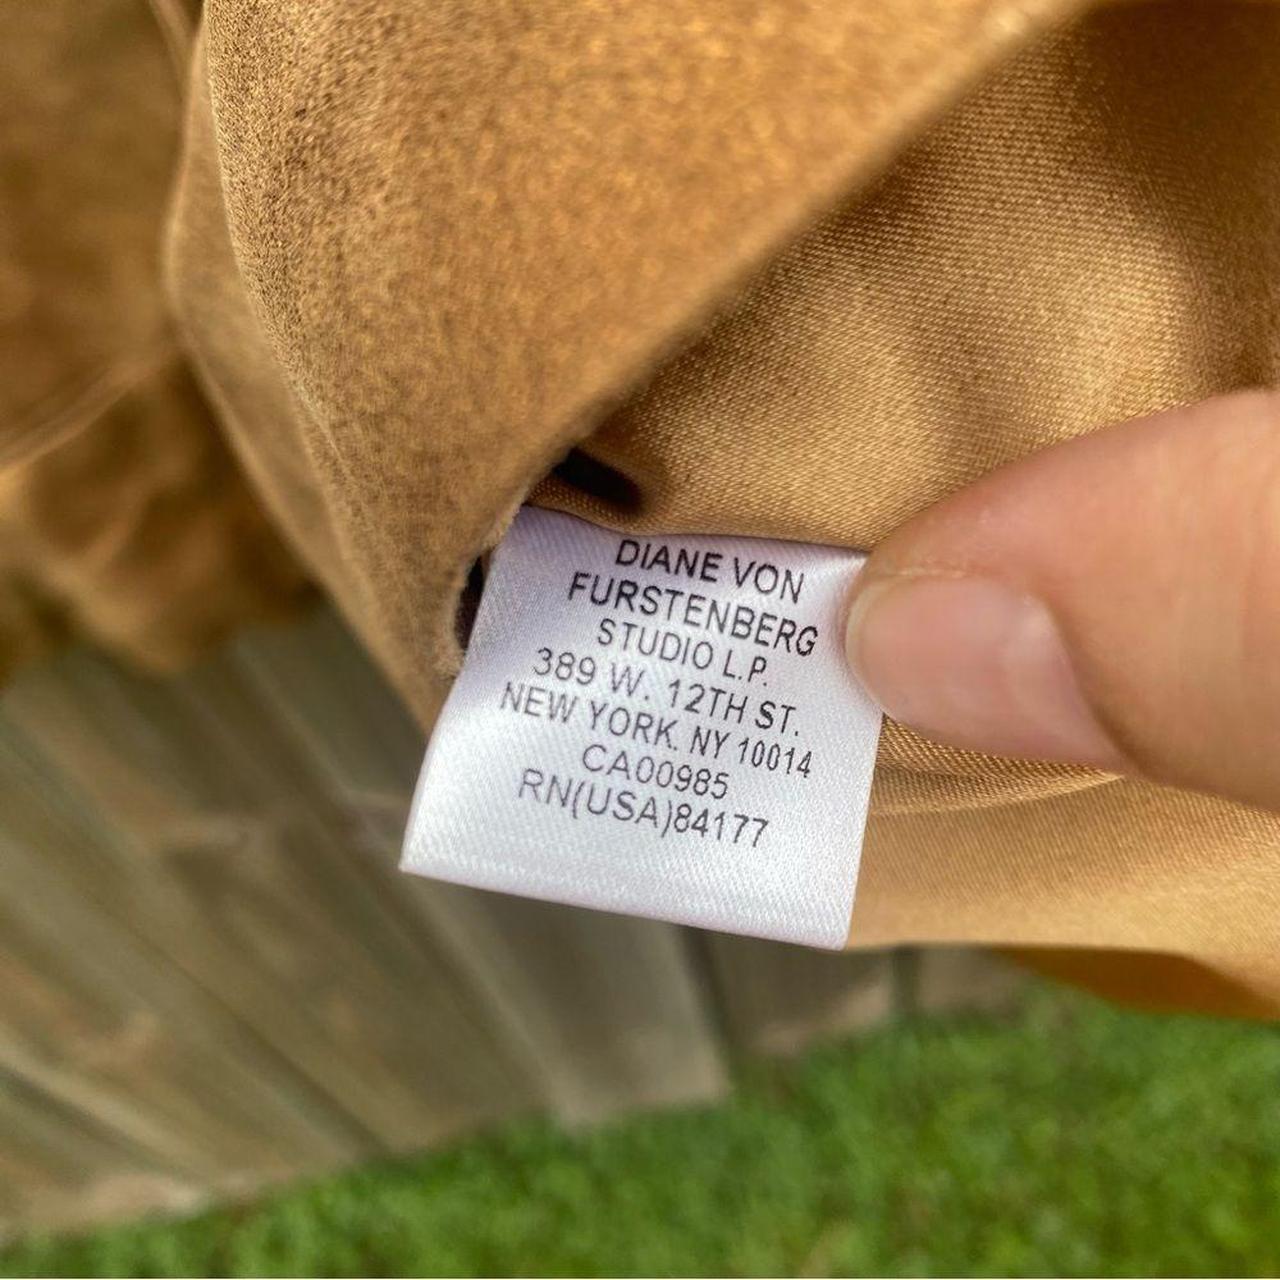 DIANE VON
FURSTENBERG
STUDIO L.P.
389 W. 12TH ST.
NEW YORK. NY 10014
CA00985
RN(USA)84177